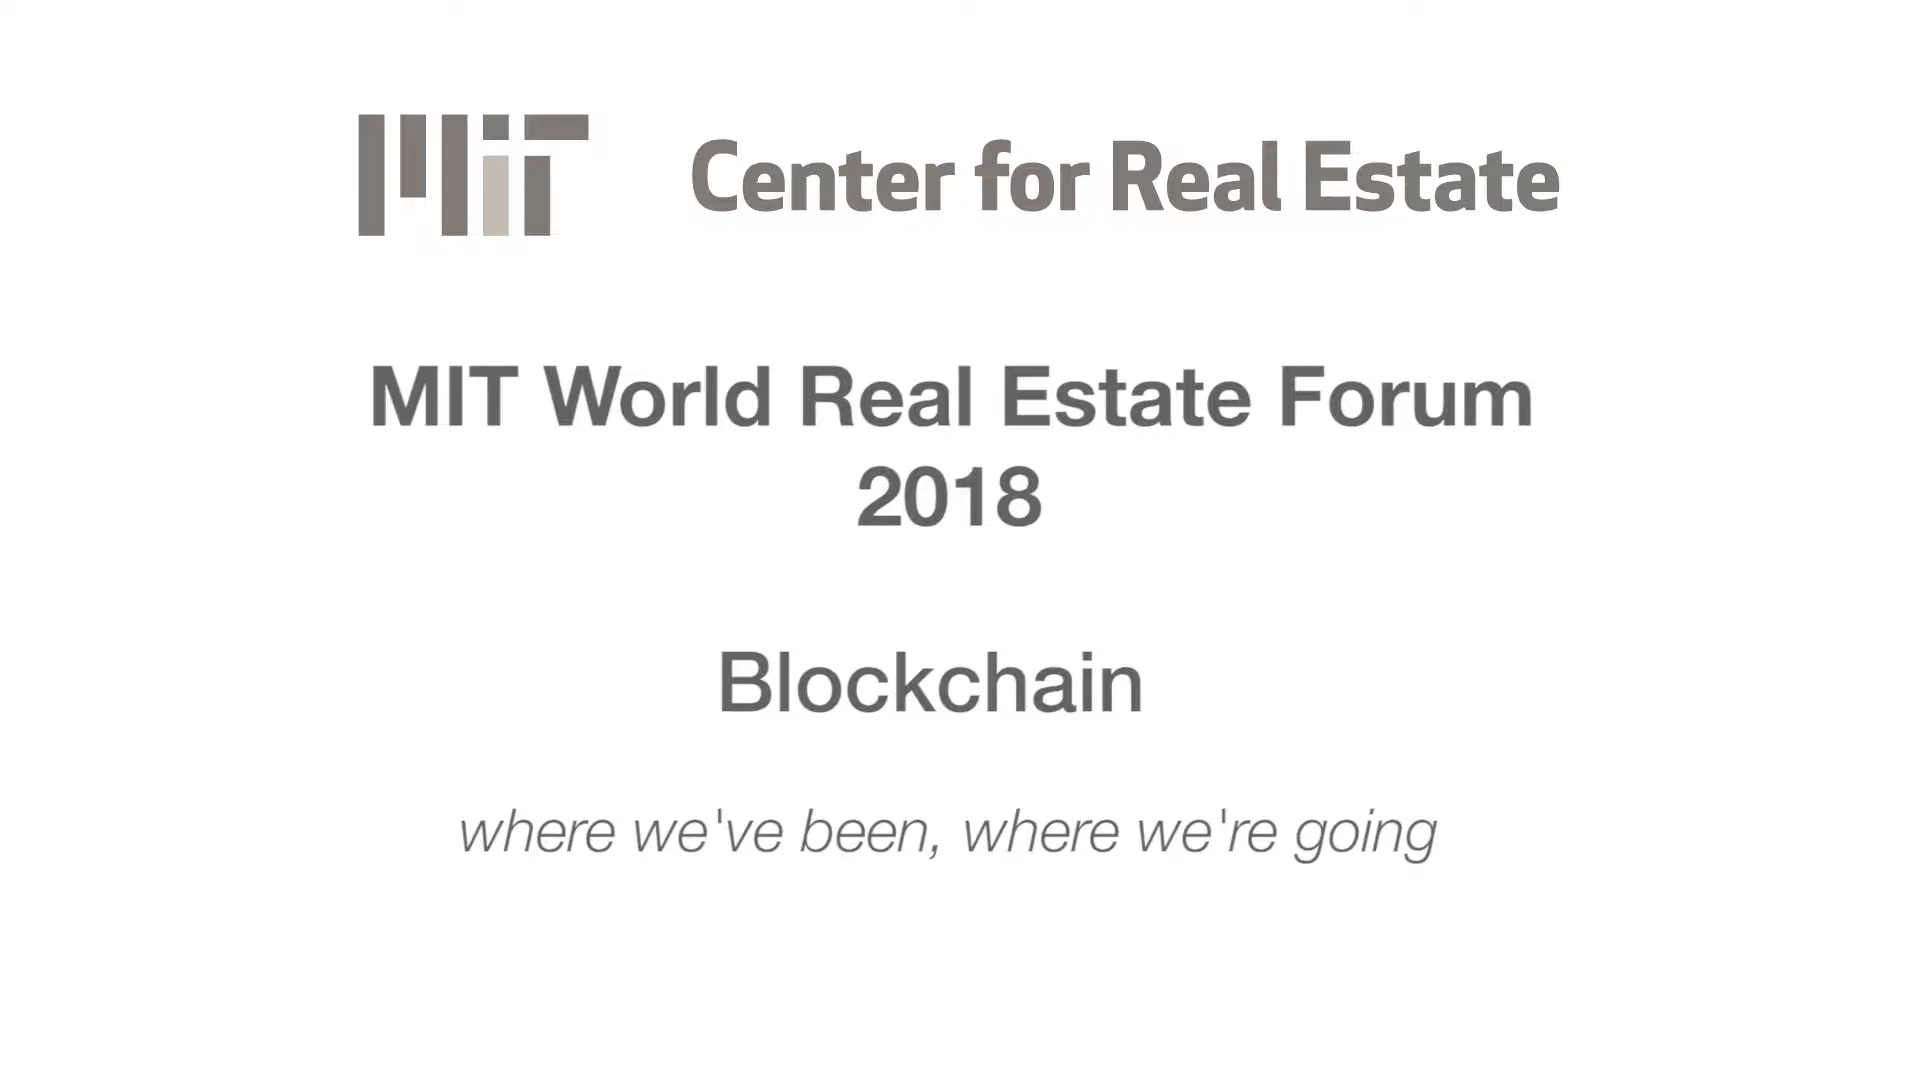 MIT Center for Real Estate
MIT World Real Estate Forum
2018
Blockchain
where we've been, where we're going